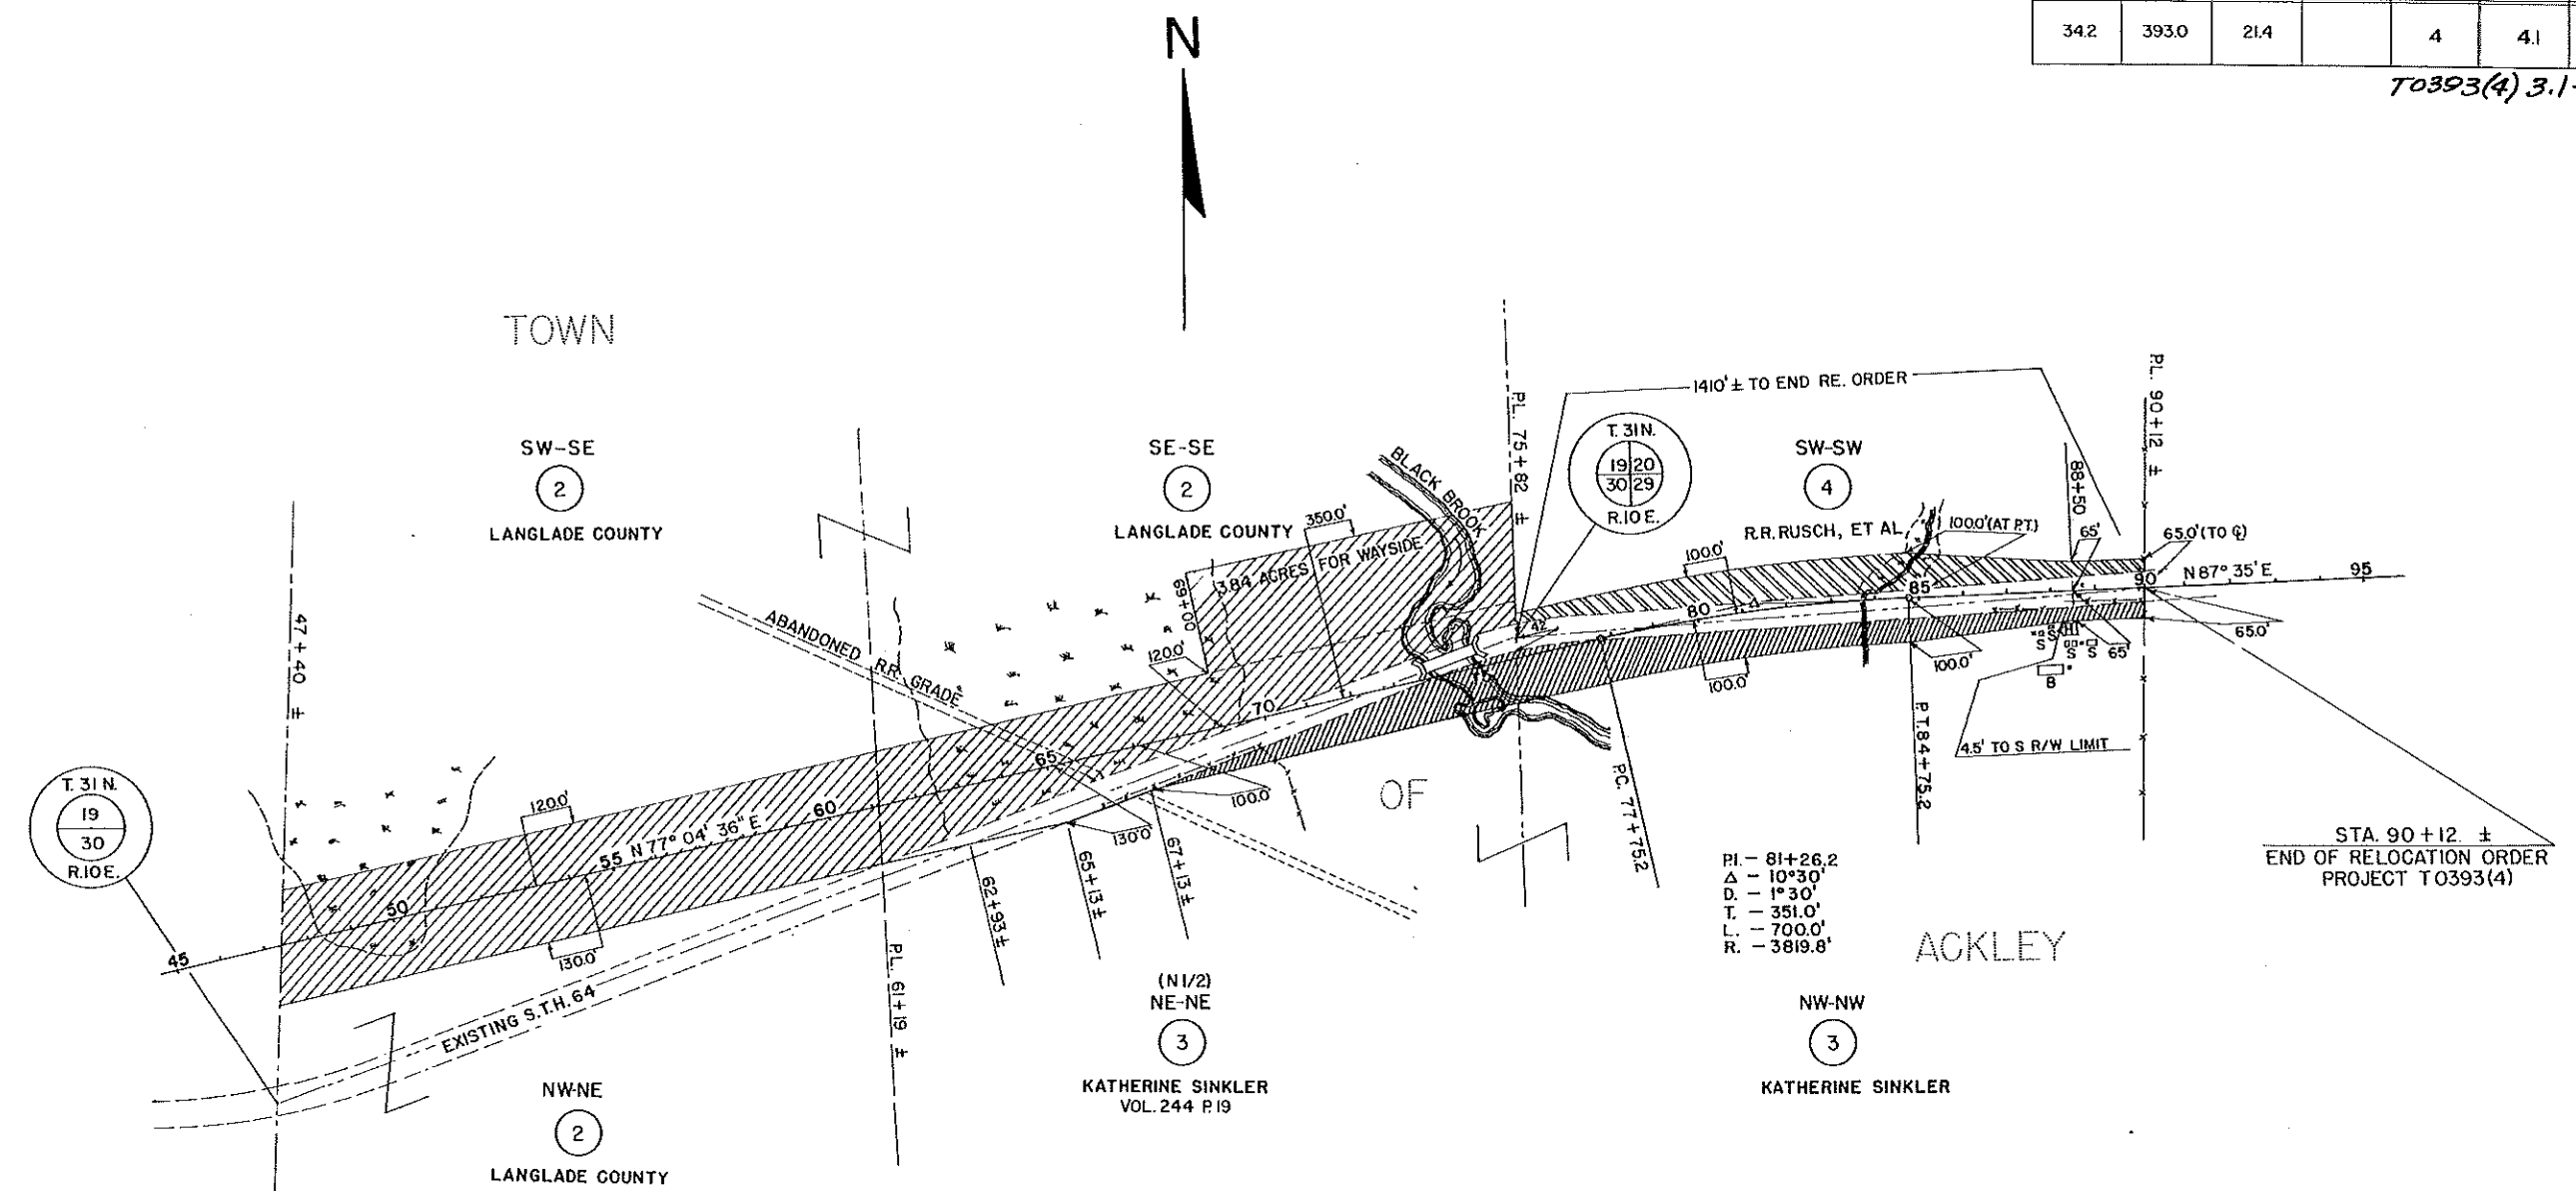 34.2 393.0 21.4 4 4.1
T0393(4) 3.1-
N
TOWN
SW-SE
2
LANGLADE COUNTY
SE-SE
2
LANGLADE COUNTY
SW-SW
4
R.R. RUSCH, ET AL
1410' ± TO END RE. ORDER
T. 31 N.
19 20
30 29
R. 10 E.
P.L. 75+82 ±
P.L. 90+12 ±
88+50
BLACK BROOK
350.0'
3.84 ACRES FOR WAYSIDE
69+00
120.0'
100.0'
100.0' (AT P.T.)
65'
65.0' (TO ℄)
N 87° 35' E
95
90
85
80
42
70
65
60
55
50
45
N 77° 04' 36" E
47+40 ±
ABANDONED R.R. GRADE
120.0'
130.0'
100.0'
130.0'
100.0'
100.0'
65.0'
65'
S
S
S
B
4.5' TO S R/W LIMIT
T. 31 N.
19
30
R. 10 E.
62+93 ±
65+13 ±
67+13 ±
P.L. 61+19 ±
EXISTING S.T.H. 64
OF
ACKLEY
P.C. 77+75.2
P.T. 84+75.2
P.I. - 81+26.2
Δ - 10°30'
D. - 1°30'
T. - 351.0'
L. - 700.0'
R. - 3819.8'
STA. 90+12. ±
END OF RELOCATION ORDER
PROJECT T0393(4)
(N 1/2)
NE-NE
3
KATHERINE SINKLER
VOL. 244 P. 19
NW-NW
3
KATHERINE SINKLER
NW-NE
2
LANGLADE COUNTY